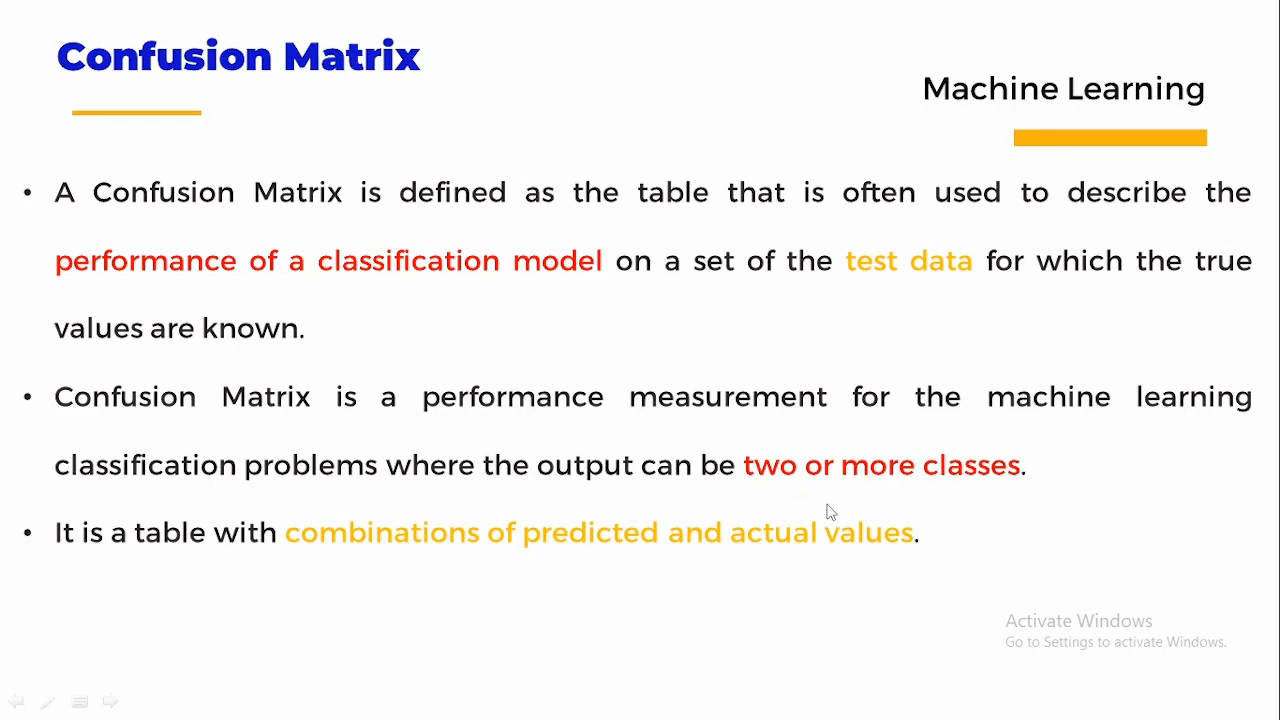 Confusion Matrix
Machine Learning
• A Confusion Matrix is defined as the table that is often used to describe the
performance of a classification model on a set of the test data for which the true
values are known.
• Confusion Matrix is a performance measurement for the machine learning
classification problems where the output can be two or more classes.
• It is a table with combinations of predicted and actual values.
Activate Windows
Go to Settings to activate Windows.